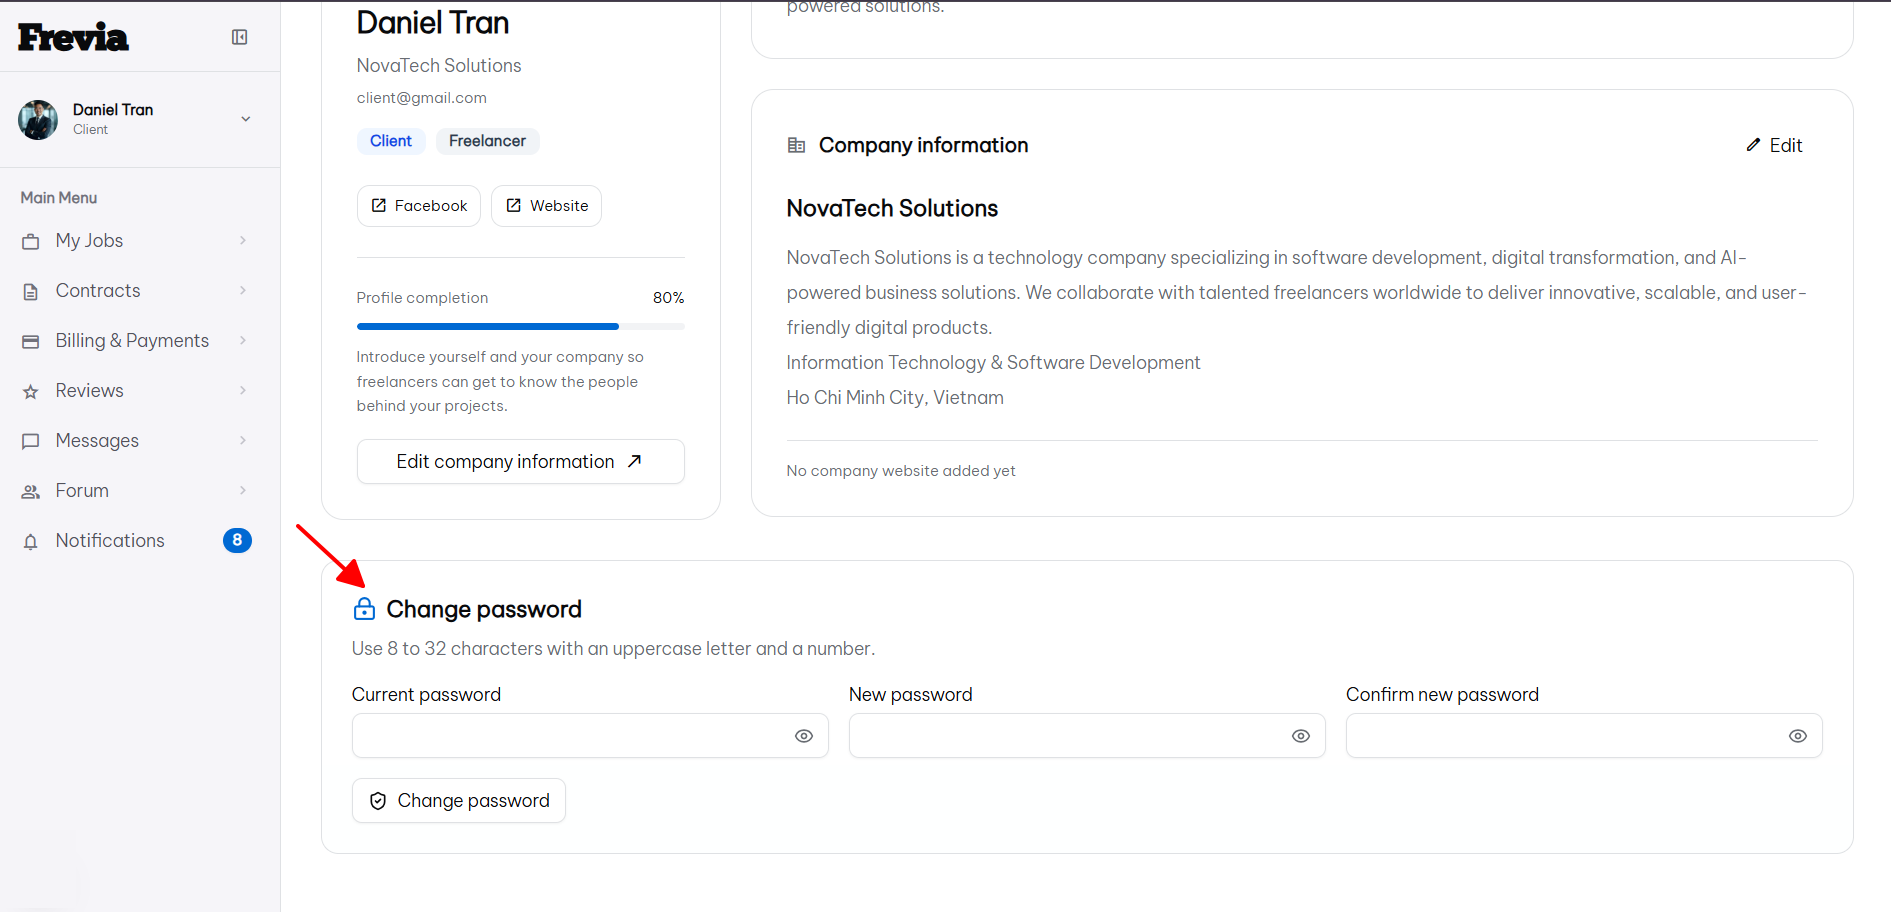 Frevia
Daniel Tran
Client
Main Menu
My Jobs
Contracts
Billing & Payments
Reviews
Messages
Forum
Notifications
8
Daniel Tran
NovaTech Solutions
client@gmail.com
Client
Freelancer
Facebook
Website
Profile completion
80%
Introduce yourself and your company so
freelancers can get to know the people
behind your projects.
Edit company information
powered solutions.
Company information
Edit
NovaTech Solutions
NovaTech Solutions is a technology company specializing in software development, digital transformation, and AI-
powered business solutions. We collaborate with talented freelancers worldwide to deliver innovative, scalable, and user-
friendly digital products.
Information Technology & Software Development
Ho Chi Minh City, Vietnam
No company website added yet
Change password
Use 8 to 32 characters with an uppercase letter and a number.
Current password
New password
Confirm new password
Change password